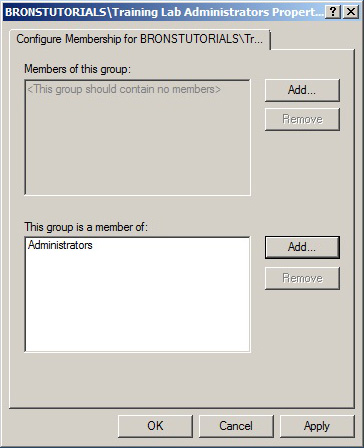 BRONSTUTORIALS\Training Lab Administrators Propert... ? X
Configure Membership for BRONSTUTORIALS\Tr...
Members of this group:
<This group should contain no members>
Add...
Remove
This group is a member of:
Administrators
Add...
Remove
OK
Cancel
Apply